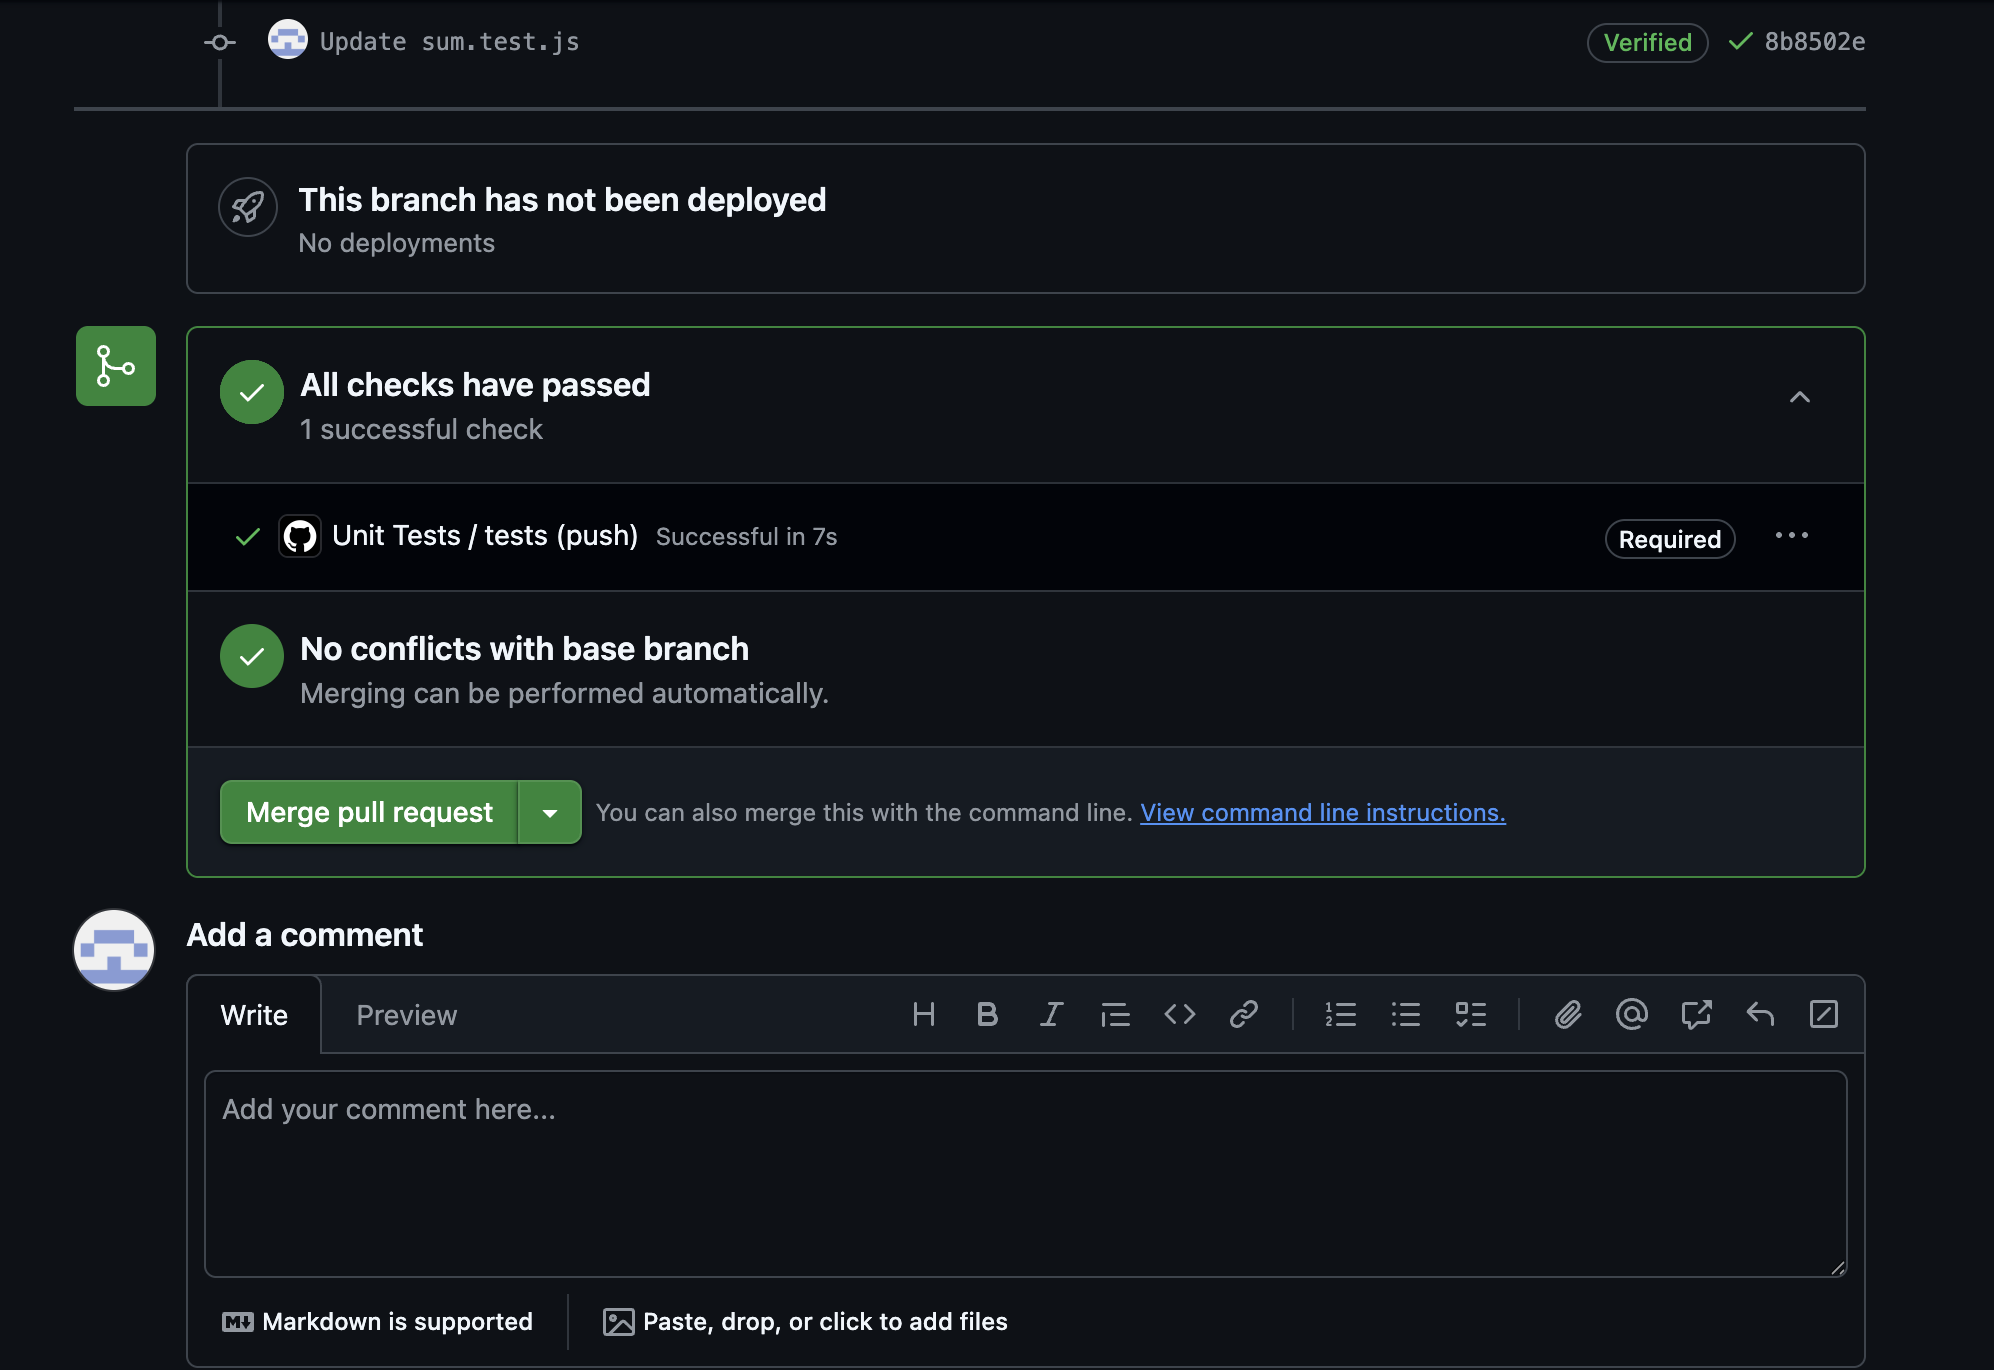 Update sum.test.js Verified 8b8502e
This branch has not been deployed
No deployments
All checks have passed
1 successful check
Unit Tests / tests (push) Successful in 7s Required
No conflicts with base branch
Merging can be performed automatically.
Merge pull request You can also merge this with the command line. View command line instructions.
Add a comment
Write Preview
Add your comment here...
Markdown is supported Paste, drop, or click to add files